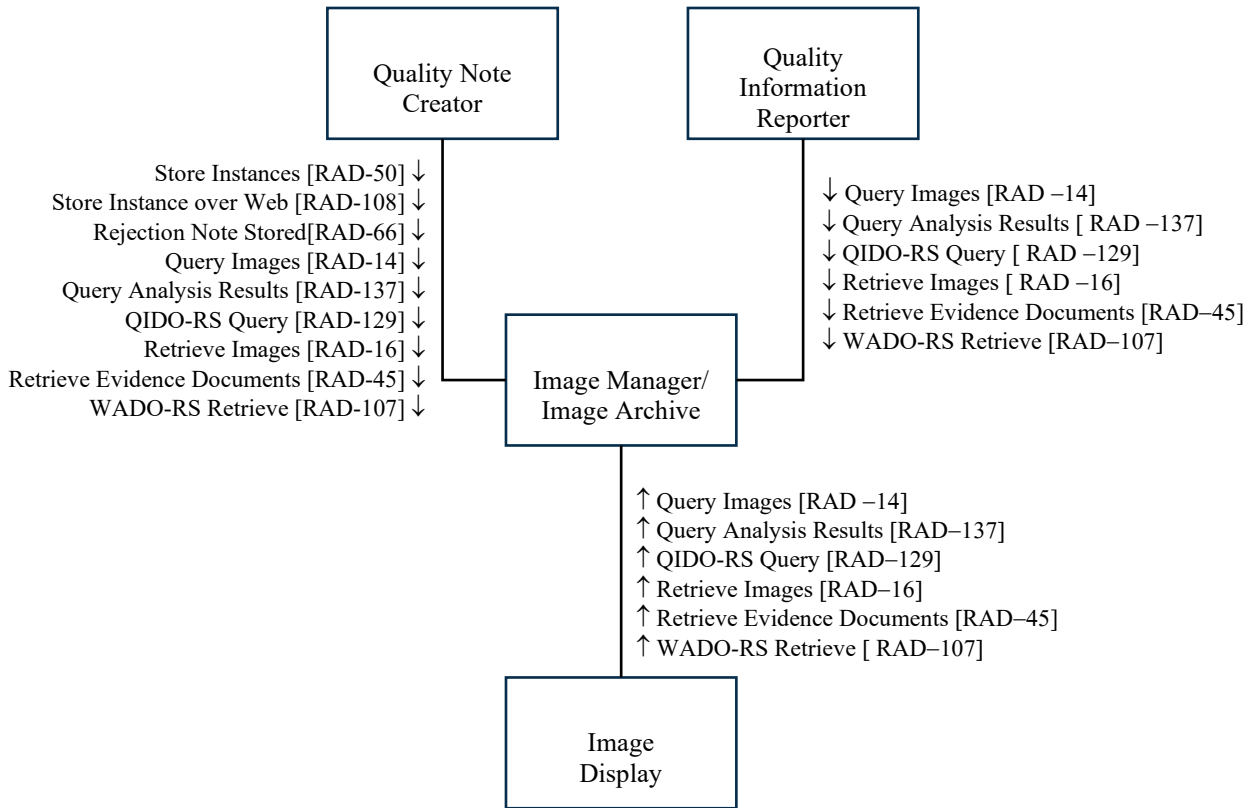 Quality Note
Creator
Quality
Information
Reporter
Store Instances [RAD-50] ↓
Store Instance over Web [RAD-108] ↓
Rejection Note Stored[RAD-66] ↓
Query Images [RAD-14] ↓
Query Analysis Results [RAD-137] ↓
QIDO-RS Query [RAD-129] ↓
Retrieve Images [RAD-16] ↓
Retrieve Evidence Documents [RAD-45] ↓
WADO-RS Retrieve [RAD-107] ↓
↓ Query Images [RAD –14]
↓ Query Analysis Results [ RAD –137]
↓ QIDO-RS Query [ RAD –129]
↓ Retrieve Images [ RAD –16]
↓ Retrieve Evidence Documents [RAD–45]
↓ WADO-RS Retrieve [RAD–107]
Image Manager/
Image Archive
↑ Query Images [RAD –14]
↑ Query Analysis Results [RAD–137]
↑ QIDO-RS Query [RAD–129]
↑ Retrieve Images [RAD–16]
↑ Retrieve Evidence Documents [RAD–45]
↑ WADO-RS Retrieve [ RAD–107]
Image
Display